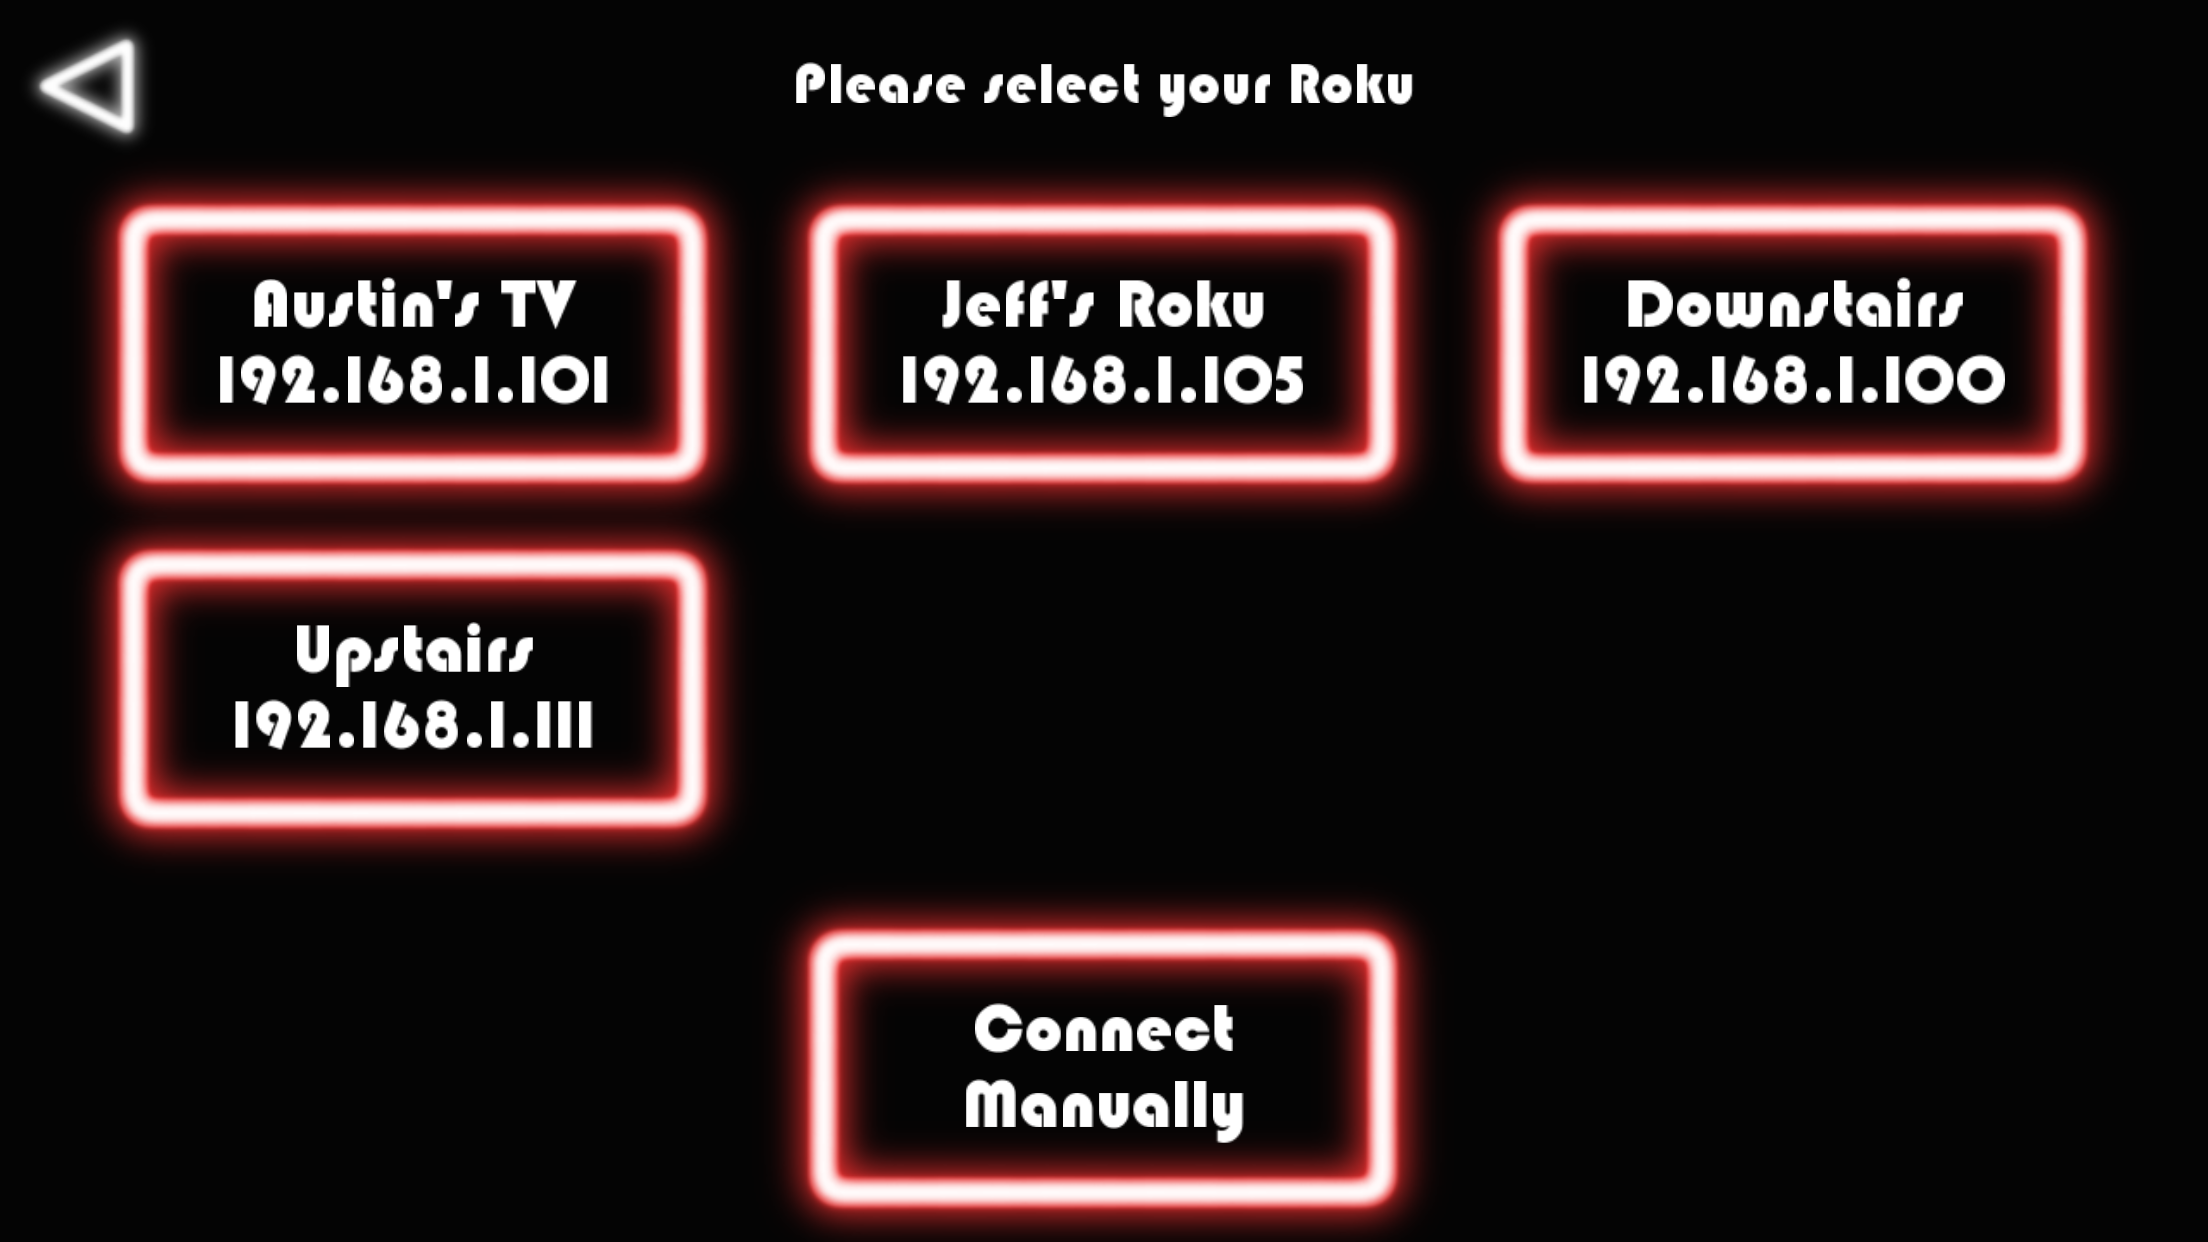 Please select your Roku
Austin's TV
192.168.1.101
Jeff's Roku
192.168.1.105
Downstairs
192.168.1.100
Upstairs
192.168.1.111
Connect
Manually